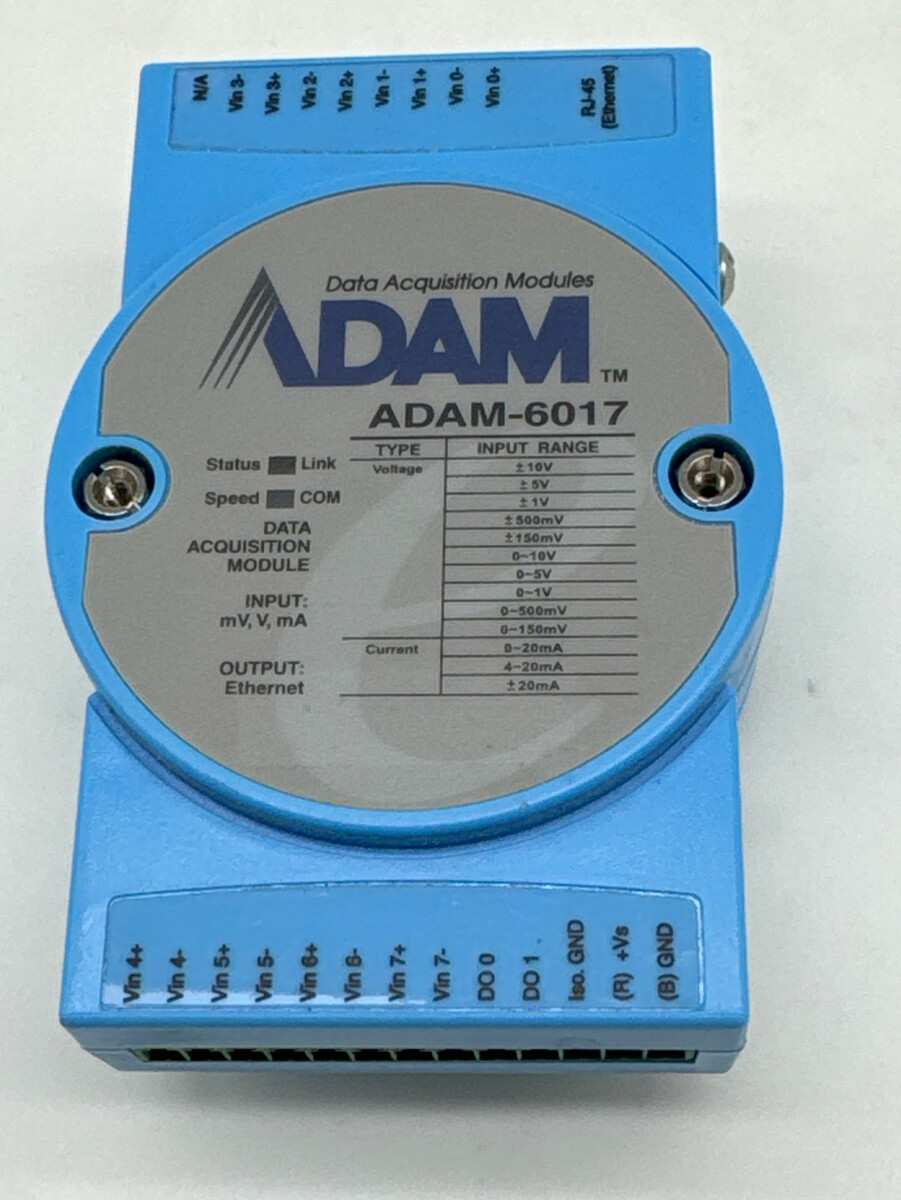 N/A
Vin 3-
Vin 3+
Vin 2-
Vin 2+
Vin 1-
Vin 1+
Vin 0-
Vin 0+
RJ-45
(Ethernet)
Data Acquisition Modules
ADAM TM
ADAM-6017
TYPE INPUT RANGE
Voltage ±10V
±5V
±1V
±500mV
±150mV
0~10V
0~5V
0~1V
0~500mV
0~150mV
Current 0~20mA
4~20mA
±20mA
Status Link
Speed COM
DATA
ACQUISITION
MODULE
INPUT:
mV, V, mA
OUTPUT:
Ethernet
Vin 4+
Vin 4-
Vin 5+
Vin 5-
Vin 6+
Vin 6-
Vin 7+
Vin 7-
DO 0
DO 1
Iso. GND
(R) +Vs
(B) GND